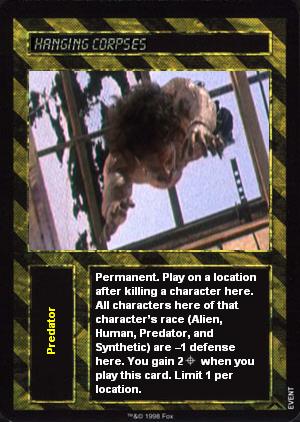 HANGING CORPSES
Predator
Permanent. Play on a location
after killing a character here.
All characters here of that
character's race (Alien,
Human, Predator, and
Synthetic) are –1 defense
here. You gain 2 when you
play this card. Limit 1 per
location.
EVENT
™&© 1998 Fox